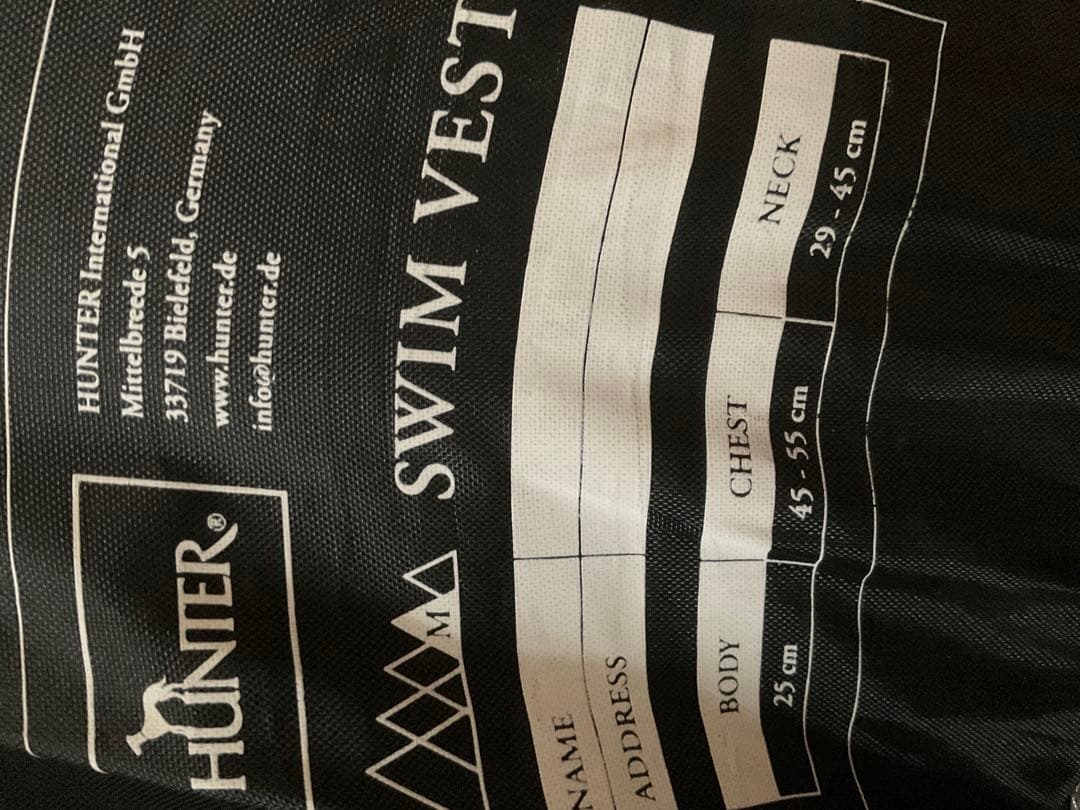 HUNTER®
HUNTER International GmbH
Mittelbreede 5
33719 Bielefeld, Germany
www.hunter.de
info@hunter.de
M SWIM VEST
NAME
ADDRESS
BODY CHEST NECK
25 cm 45 - 55 cm 29 - 45 cm